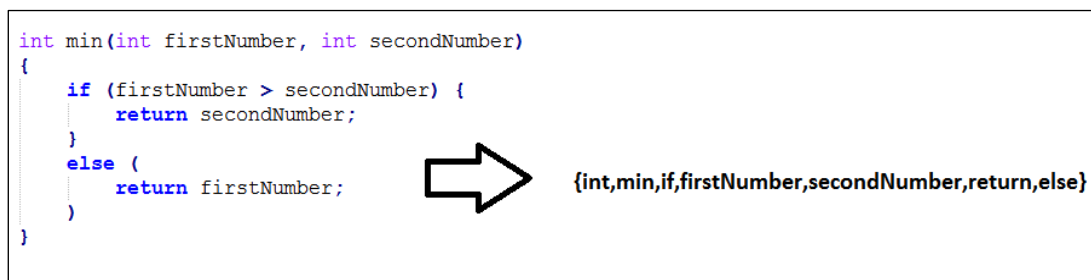 int min(int firstNumber, int secondNumber)
{
if (firstNumber > secondNumber) {
return secondNumber;
}
else (
return firstNumber;
)
}
{int,min,if,firstNumber,secondNumber,return,else}